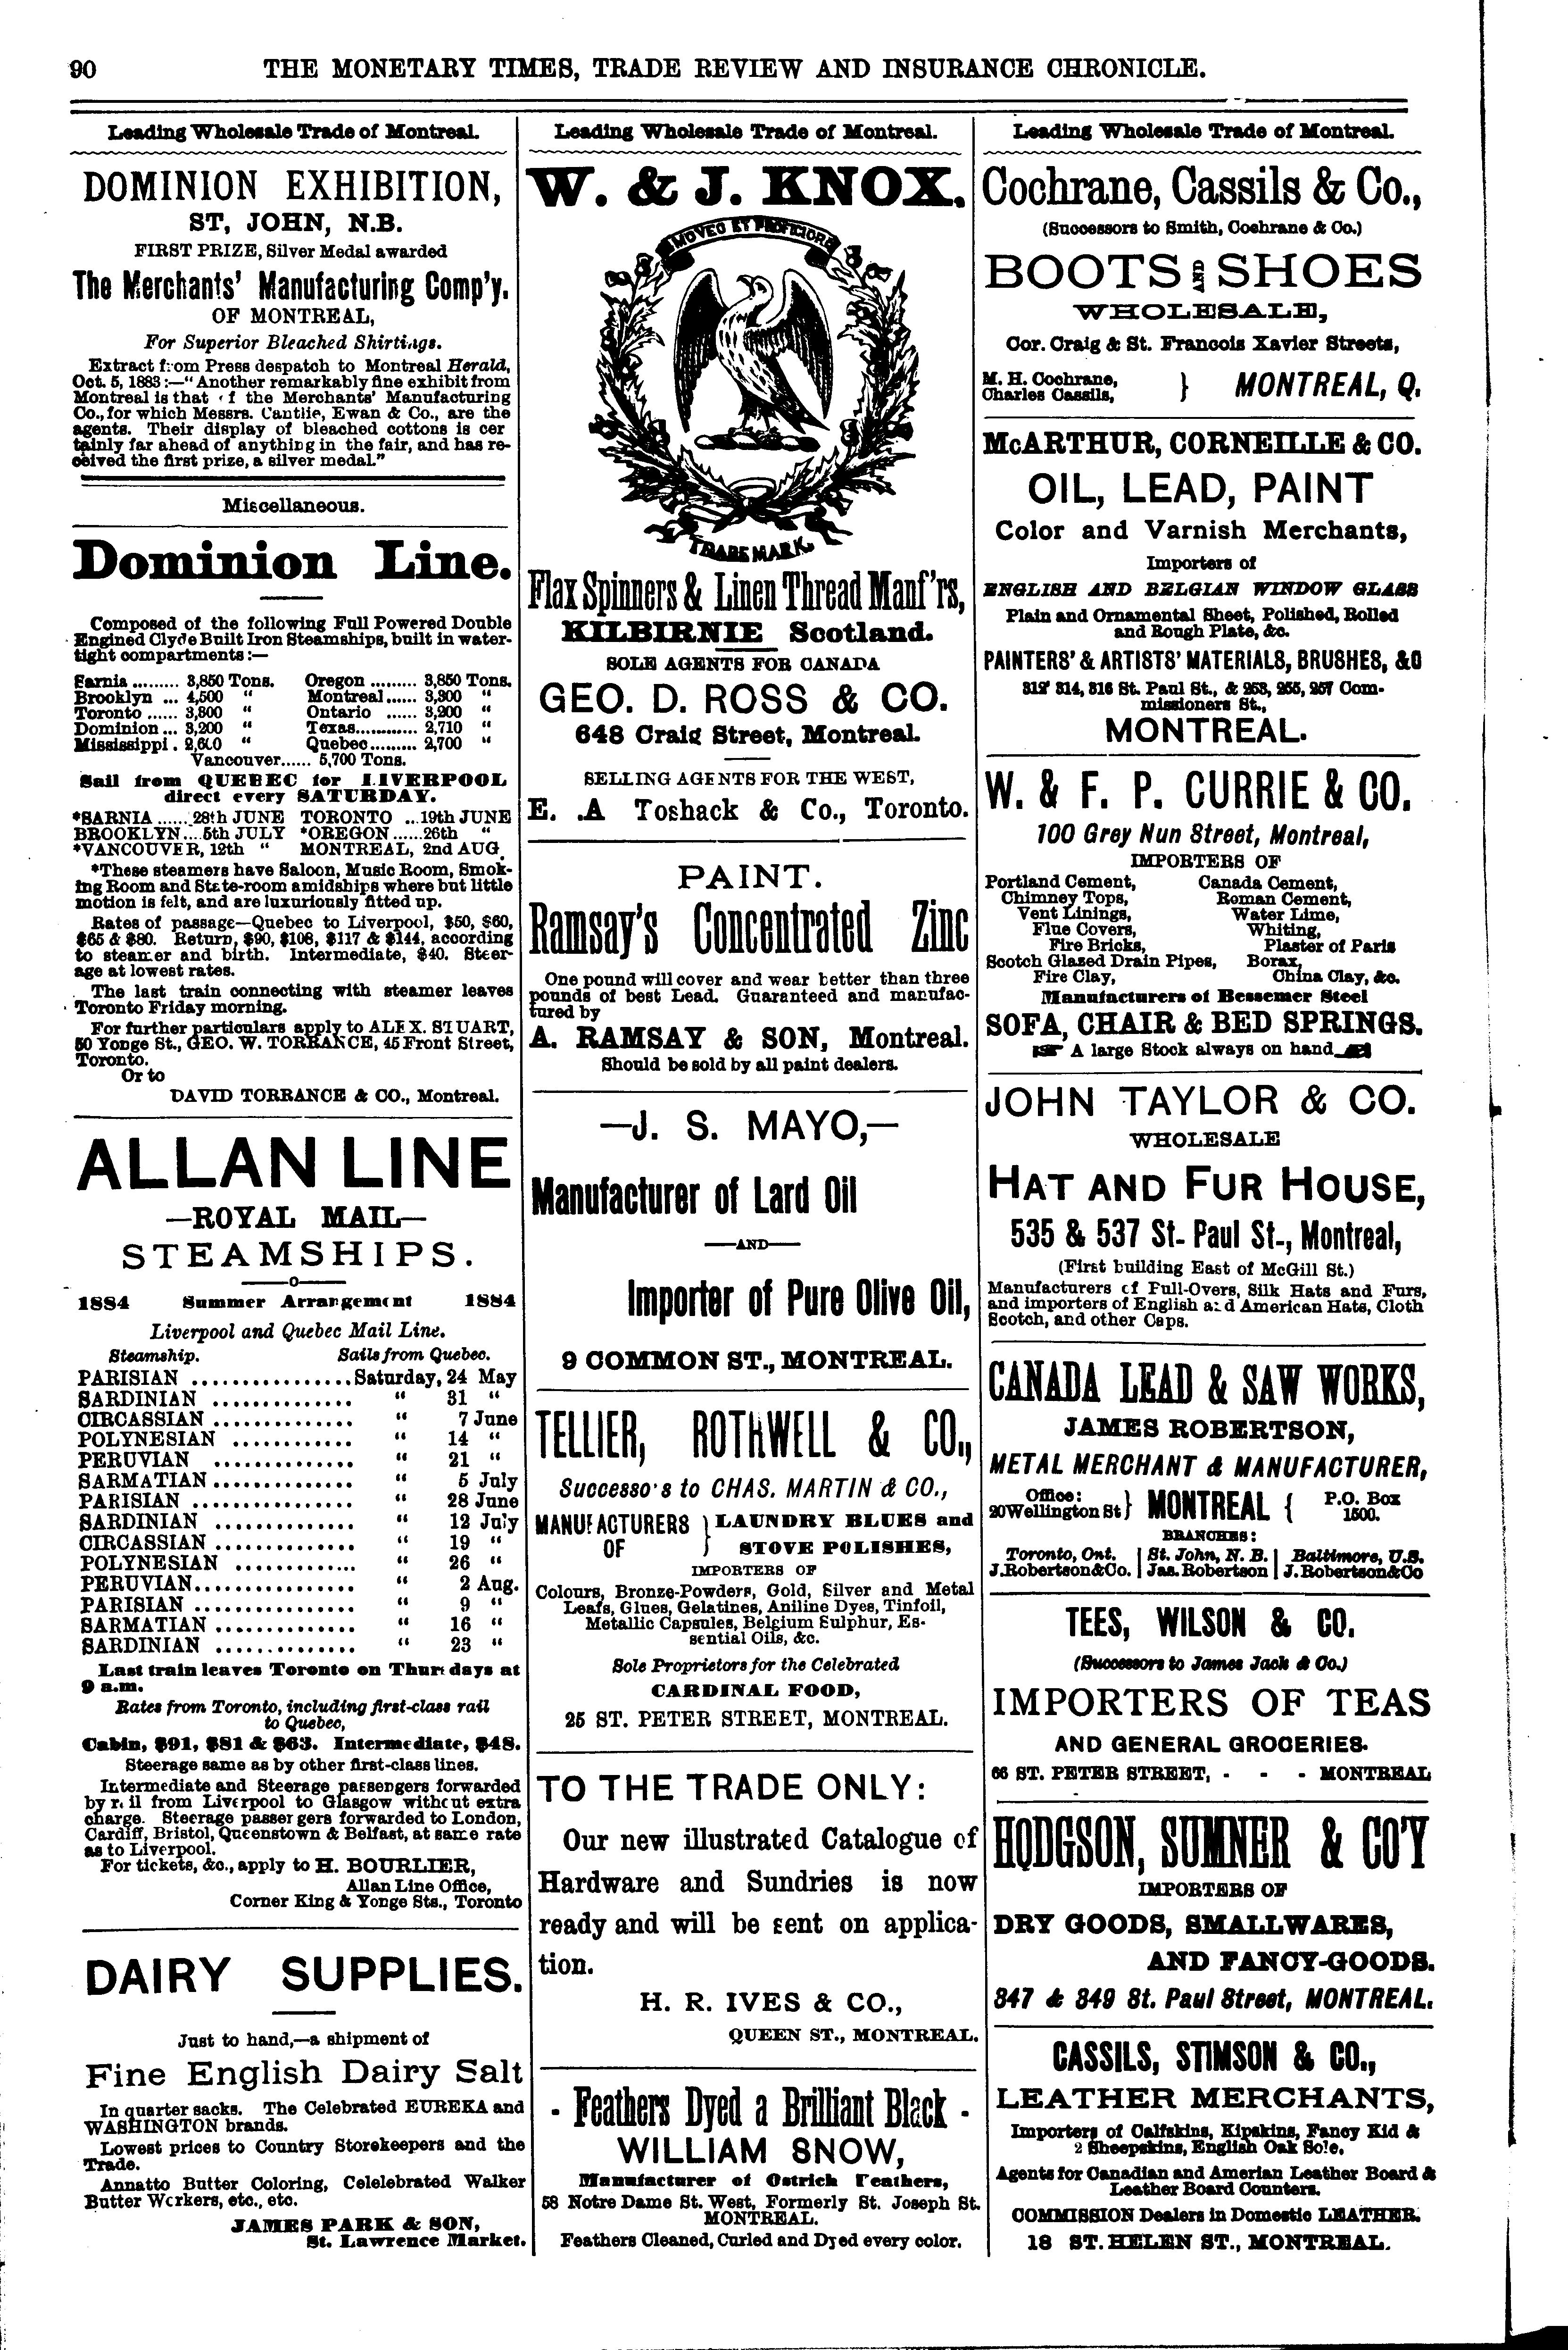 90
THE MONETARY TIMES, TRADE REVIEW AND INSURANCE CHRONICLE.
Leading Wholesale Trade of Montreal.
DOMINION EXHIBITION,
ST, JOHN, N.B.
FIRST PRIZE, Silver Medal awarded
The Merchants' Manufacturing Comp'y.
OF MONTREAL,
For Superior Bleached Shirtings.
Extract from Press despatch to Montreal Herald,
Oct. 5, 1883:—"Another remarkably fine exhibit from
Montreal is that of the Merchants' Manufacturing
Co., for which Messrs. Cantlie, Ewan & Co., are the
agents. Their display of bleached cottons is cer
tainly far ahead of anything in the fair, and has re-
ceived the first prize, a silver medal."
Miscellaneous.
Dominion Line.
Composed of the following Full Powered Double
Engined Clyde Built Iron Steamships, built in water-
tight compartments:—
Sarnia ......... 3,850 Tons. Oregon ......... 3,850 Tons.
Brooklyn ... 4,500 " Montreal ...... 3,300 "
Toronto ...... 3,300 " Ontario ...... 3,200 "
Dominion ... 3,200 " Texas............ 2,710 "
Mississippi . 2,600 " Quebec ......... 2,700 "
Vancouver...... 5,700 Tons.
Sail from QUEBEC for LIVERPOOL
direct every SATURDAY.
*SARNIA ......28th JUNE TORONTO ...19th JUNE
BROOKLYN....5th JULY *OREGON ......26th "
*VANCOUVER, 12th " MONTREAL, 2nd AUG.
*These steamers have Saloon, Music Room, Smok-
ing Room and State-room amidships where but little
motion is felt, and are luxuriously fitted up.
Rates of passage—Quebec to Liverpool, $50, $60,
$65 & $80. Return, $90, $108, $117 & $144, according
to steamer and birth. Intermediate, $40. Steer-
age at lowest rates.
The last train connecting with steamer leaves
Toronto Friday morning.
For further particulars apply to ALEX. STUART,
50 Yonge St., GEO. W. TORRANCE, 45 Front Street,
Toronto.
Or to
DAVID TORRANCE & CO., Montreal.
ALLAN LINE
—ROYAL MAIL—
STEAMSHIPS.
——o——
1884 Summer Arrangement 1884
Liverpool and Quebec Mail Line.
Steamship. Sails from Quebec.
PARISIAN ................Saturday, 24 May
SARDINIAN .............. " 31 "
CIRCASSIAN .............. " 7 June
POLYNESIAN ............ " 14 "
PERUVIAN .............. " 21 "
SARMATIAN ............... " 5 July
PARISIAN ................ " 28 June
SARDINIAN .............. " 12 July
CIRCASSIAN .............. " 19 "
POLYNESIAN ............ " 26 "
PERUVIAN................ " 2 Aug.
PARISIAN ................ " 9 "
SARMATIAN .............. " 16 "
SARDINIAN .............. " 23 "
Last train leaves Toronto on Thursdays at
9 a.m.
Rates from Toronto, including first-class rail
to Quebec,
Cabin, $91, $81 & $63. Intermediate, $48.
Steerage same as by other first-class lines.
Intermediate and Steerage passengers forwarded
by rail from Liverpool to Glasgow without extra
charge. Steerage passengers forwarded to London,
Cardiff, Bristol, Queenstown & Belfast, at same rate
as to Liverpool.
For tickets, &c., apply to H. BOURLIER,
Allan Line Office,
Corner King & Yonge Sts., Toronto
DAIRY SUPPLIES.
Just to hand,—a shipment of
Fine English Dairy Salt
In quarter sacks. The Celebrated EUREKA and
WASHINGTON brands.
Lowest prices to Country Storekeepers and the
Trade.
Annatto Butter Coloring, Celelebrated Walker
Butter Workers, etc., etc.
JAMES PARK & SON,
St. Lawrence Market.
Leading Wholesale Trade of Montreal.
W. & J. KNOX.
MOVEO ET PROFICIOR
TRADE MARK.
Flax Spinners & Linen Thread Manf'rs,
KILBIRNIE Scotland.
SOLE AGENTS FOR CANADA
GEO. D. ROSS & CO.
648 Craig Street, Montreal.
SELLING AGENTS FOR THE WEST,
E. .A Toshack & Co., Toronto.
PAINT.
Ramsay's Concentrated Zinc
One pound will cover and wear better than three
pounds of best Lead. Guaranteed and manufac-
tured by
A. RAMSAY & SON, Montreal.
Should be sold by all paint dealers.
—J. S. MAYO,—
Manufacturer of Lard Oil
——AND——
Importer of Pure Olive Oil,
9 COMMON ST., MONTREAL.
TELLIER, ROTHWELL & CO.,
Successo's to CHAS. MARTIN & CO.,
MANUFACTURERS OF } LAUNDRY BLUES and
STOVE POLISHES,
IMPORTERS OF
Colours, Bronze-Powders, Gold, Silver and Metal
Leafs, Glues, Gelatines, Aniline Dyes, Tinfoil,
Metallic Capsules, Belgium Sulphur, Es-
sential Oils, &c.
Sole Proprietors for the Celebrated
CARDINAL FOOD,
25 ST. PETER STREET, MONTREAL.
TO THE TRADE ONLY:
Our new illustrated Catalogue of
Hardware and Sundries is now
ready and will be sent on applica-
tion.
H. R. IVES & CO.,
QUEEN ST., MONTREAL.
- Feathers Dyed a Brilliant Black -
WILLIAM SNOW,
Manufacturer of Ostrich Feathers,
58 Notre Dame St. West, Formerly St. Joseph St.
MONTREAL.
Feathers Cleaned, Curled and Dyed every color.
Leading Wholesale Trade of Montreal.
Cochrane, Cassils & Co.,
(Successors to Smith, Cochrane & Co.)
BOOTS AND SHOES
WHOLESALE,
Cor. Craig & St. Francois Xavier Streets,
M. H. Cochrane,
Charles Cassils, } MONTREAL, Q.
McARTHUR, CORNEILLE & CO.
OIL, LEAD, PAINT
Color and Varnish Merchants,
Importers of
ENGLISH AND BELGIAN WINDOW GLASS
Plain and Ornamental Sheet, Polished, Rolled
and Rough Plate, &c.
PAINTERS' & ARTISTS' MATERIALS, BRUSHES, &C
312, 314, 316 St. Paul St., & 253, 255, 257 Com-
missioners St.,
MONTREAL.
W. & F. P. CURRIE & CO.
100 Grey Nun Street, Montreal,
IMPORTERS OF
Portland Cement, Canada Cement,
Chimney Tops, Roman Cement,
Vent Linings, Water Lime,
Flue Covers, Whiting,
Fire Bricks, Plaster of Paris
Scotch Glazed Drain Pipes, Borax,
Fire Clay, China Clay, &c.
Manufacturers of Bessemer Steel
SOFA, CHAIR & BED SPRINGS.
A large Stock always on hand
JOHN TAYLOR & CO.
WHOLESALE
HAT AND FUR HOUSE,
535 & 537 St- Paul St-, Montreal,
(First building East of McGill St.)
Manufacturers of Full-Overs, Silk Hats and Furs,
and importers of English and American Hats, Cloth
Scotch, and other Caps.
CANADA LEAD & SAW WORKS,
JAMES ROBERTSON,
METAL MERCHANT & MANUFACTURER,
Office:
20 Wellington St } MONTREAL { P.O. Box
1500.
BRANCHES:
Toronto, Ont. | St. John, N. B. | Baltimore, U.S.
J.Robertson&Co. | Jas. Robertson | J.Robertson&Co
TEES, WILSON & CO.
(Successors to James Jack & Co.)
IMPORTERS OF TEAS
AND GENERAL GROCERIES.
66 ST. PETER STREET, - - - MONTREAL
HODGSON, SUMNER & CO'Y
IMPORTERS OF
DRY GOODS, SMALLWARES,
AND FANCY-GOODS.
347 & 349 St. Paul Street, MONTREAL.
CASSILS, STIMSON & CO.,
LEATHER MERCHANTS,
Importers of Calfskins, Kipskins, Fancy Kid &
Sheepskins, English Oak Sole.
Agents for Canadian and Amerian Leather Board &
Leather Board Counters.
COMMISSION Dealers in Domestic LEATHER.
18 ST. HELEN ST., MONTREAL.